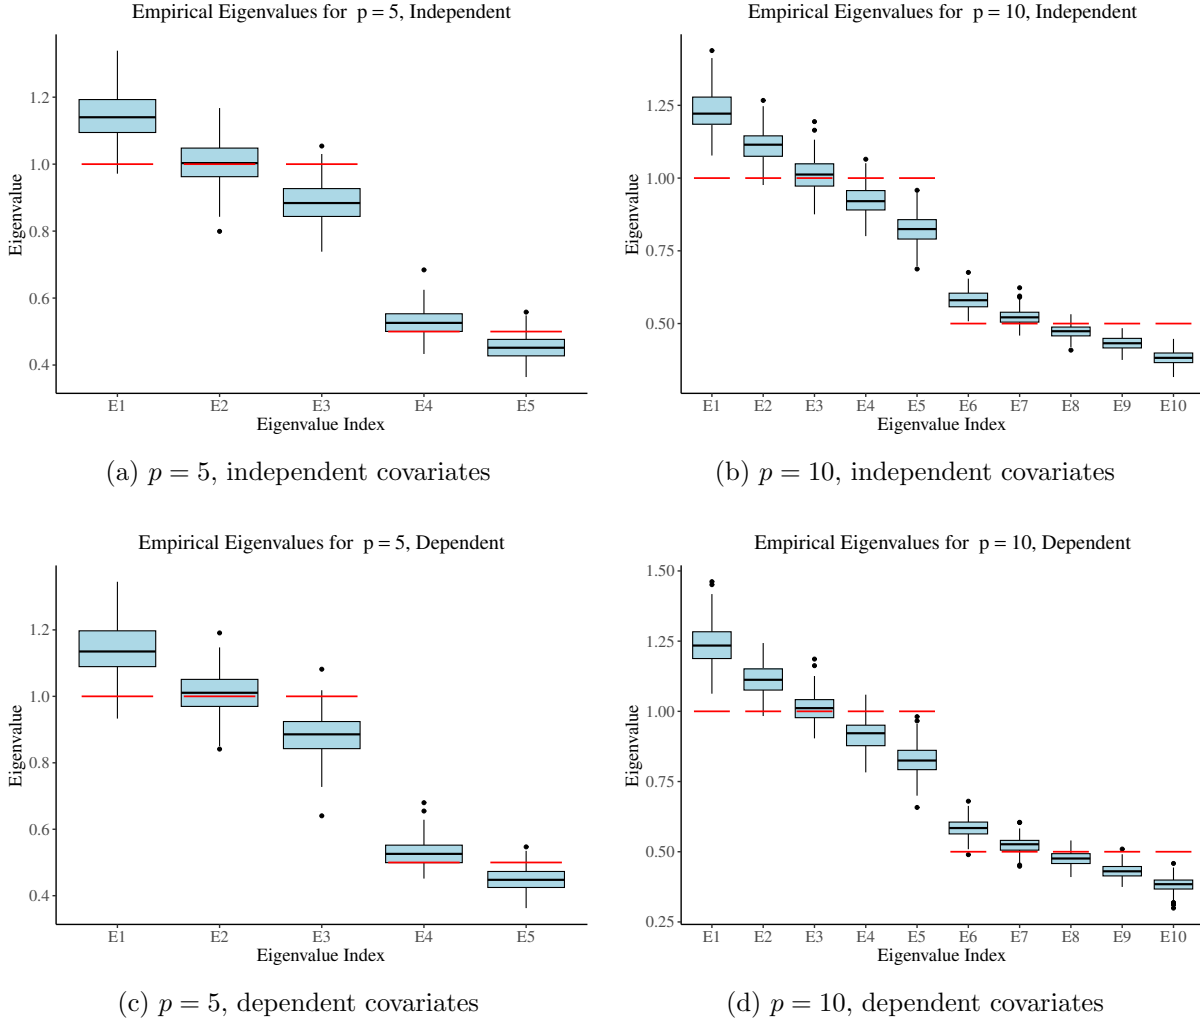 Empirical Eigenvalues for p = 5, Independent
Eigenvalue
1.2
1.0
0.8
0.6
0.4
E1 E2 E3 E4 E5
Eigenvalue Index
(a) p = 5, independent covariates
Empirical Eigenvalues for p = 10, Independent
Eigenvalue
1.25
1.00
0.75
0.50
E1 E2 E3 E4 E5 E6 E7 E8 E9 E10
Eigenvalue Index
(b) p = 10, independent covariates
Empirical Eigenvalues for p = 5, Dependent
Eigenvalue
1.2
1.0
0.8
0.6
0.4
E1 E2 E3 E4 E5
Eigenvalue Index
(c) p = 5, dependent covariates
Empirical Eigenvalues for p = 10, Dependent
Eigenvalue
1.50
1.25
1.00
0.75
0.50
0.25
E1 E2 E3 E4 E5 E6 E7 E8 E9 E10
Eigenvalue Index
(d) p = 10, dependent covariates